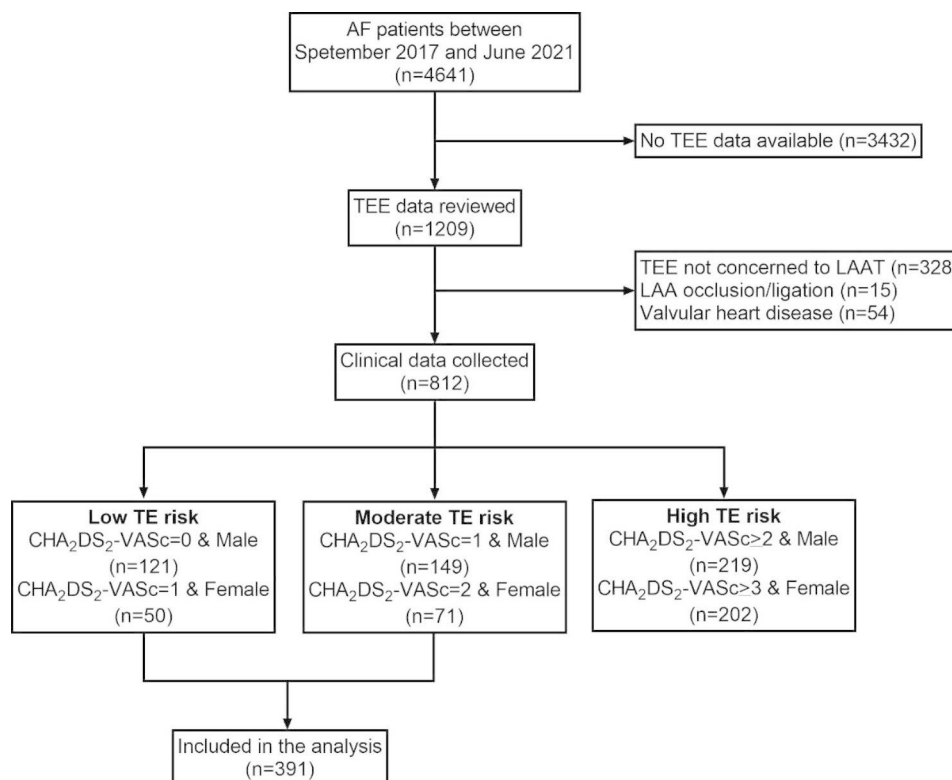 AF patients between
Spetember 2017 and June 2021
(n=4641)
No TEE data available (n=3432)
TEE data reviewed
(n=1209)
TEE not concerned to LAAT (n=328
LAA occlusion/ligation (n=15)
Valvular heart disease (n=54)
Clinical data collected
(n=812)
Low TE risk
CHA₂DS₂-VASc=0 & Male
(n=121)
CHA₂DS₂-VASc=1 & Female
(n=50)
Moderate TE risk
CHA₂DS₂-VASc=1 & Male
(n=149)
CHA₂DS₂-VASc=2 & Female
(n=71)
High TE risk
CHA₂DS₂-VASc≥2 & Male
(n=219)
CHA₂DS₂-VASc≥3 & Female
(n=202)
Included in the analysis
(n=391)